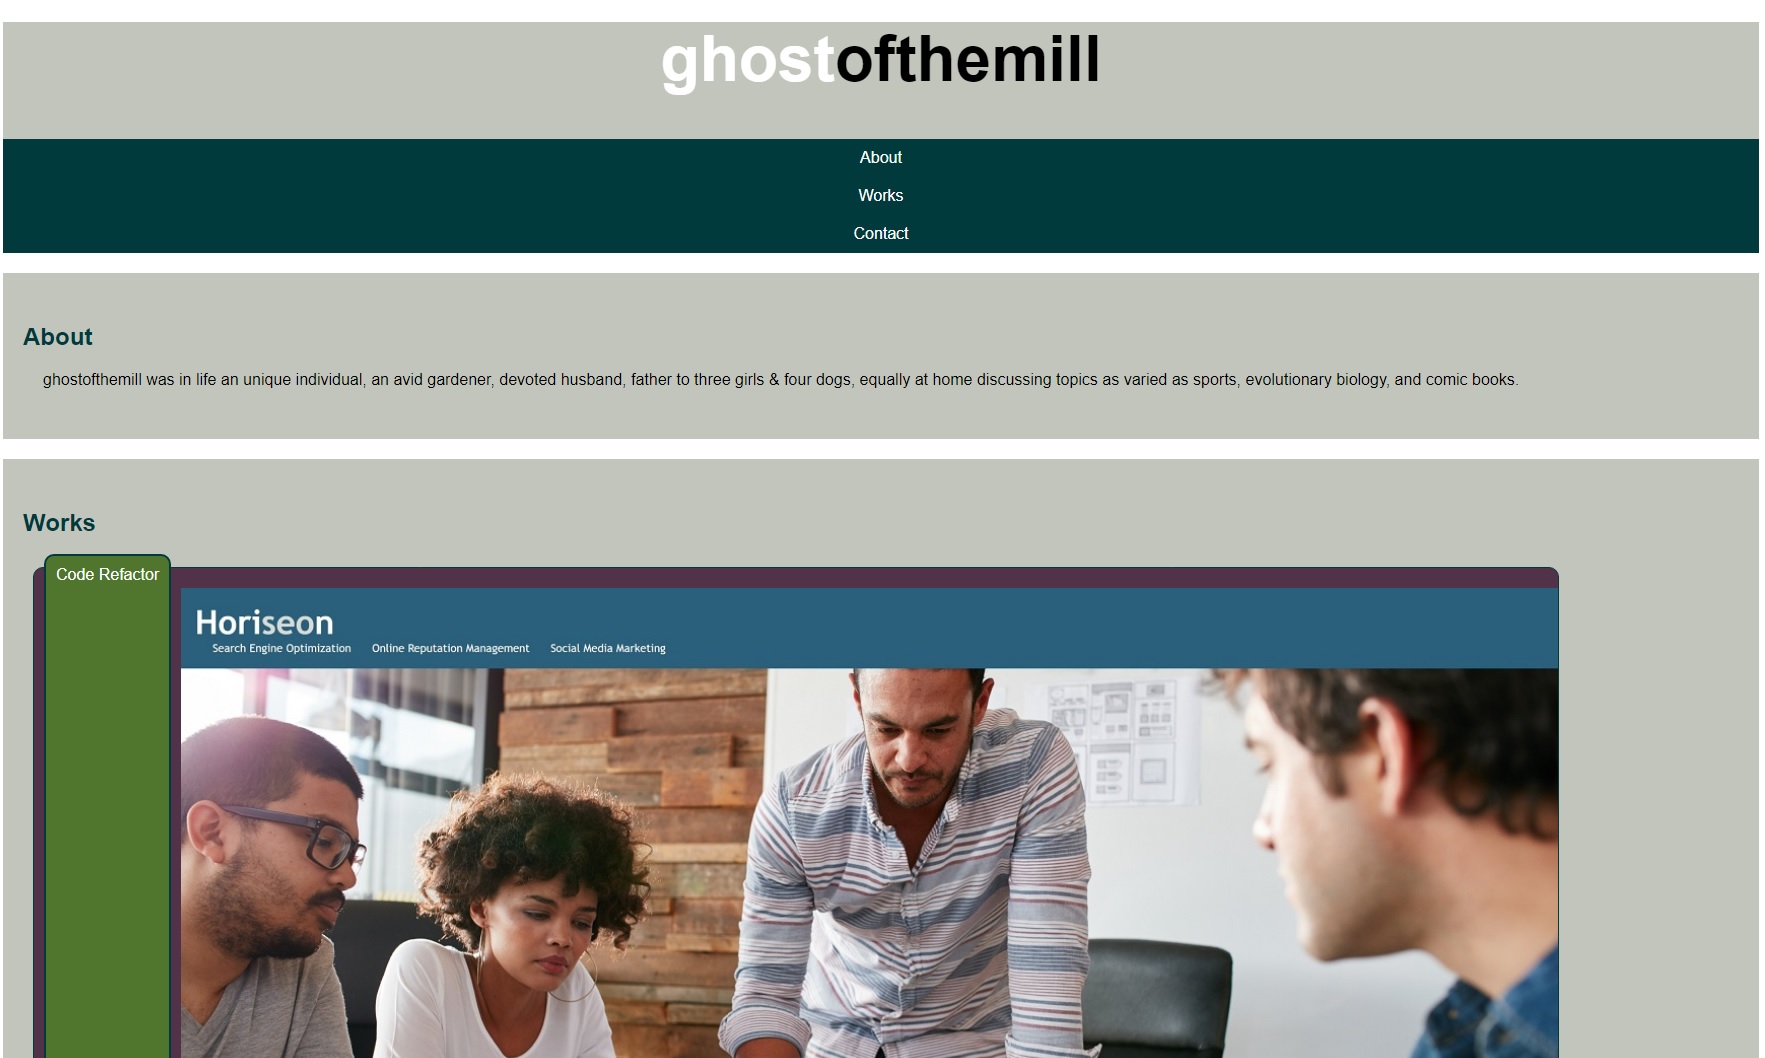 ghostofthemill
About
Works
Contact
About
ghostofthemill was in life an unique individual, an avid gardener, devoted husband, father to three girls & four dogs, equally at home discussing topics as varied as sports, evolutionary biology, and comic books.
Works
Code Refactor
Horiseon
Search Engine Optimization Online Reputation Management Social Media Marketing